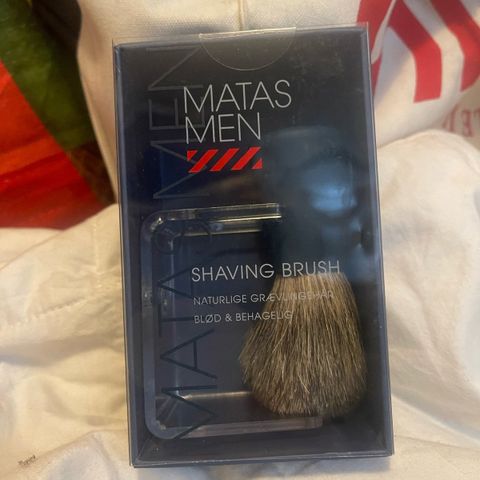 MATAS
MEN
SHAVING BRUSH
NATURLIGE GRÆVLINGEHÅR
BLØD & BEHAGELIG
MATAS MEN